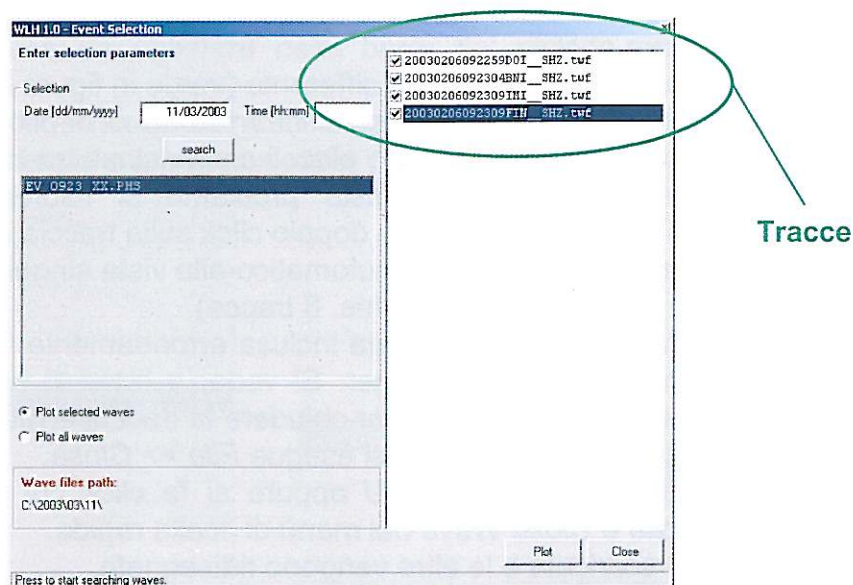 WLH 1.0 - Event Selection
Enter selection parameters
Selection
Date [dd/mm/yyyy] 11/03/2003 Time [hh:mm]
search
EV_0923_XX.PHS
Plot selected waves
Plot all waves
Wave files path:
C:\2003\03\11\
20030206092259DOI__SHZ.twf
20030206092304BNI__SHZ.twf
20030206092309IMI__SHZ.twf
20030206092309FIN__SHZ.twf
Plot Close
Press to start searching waves.
Tracce